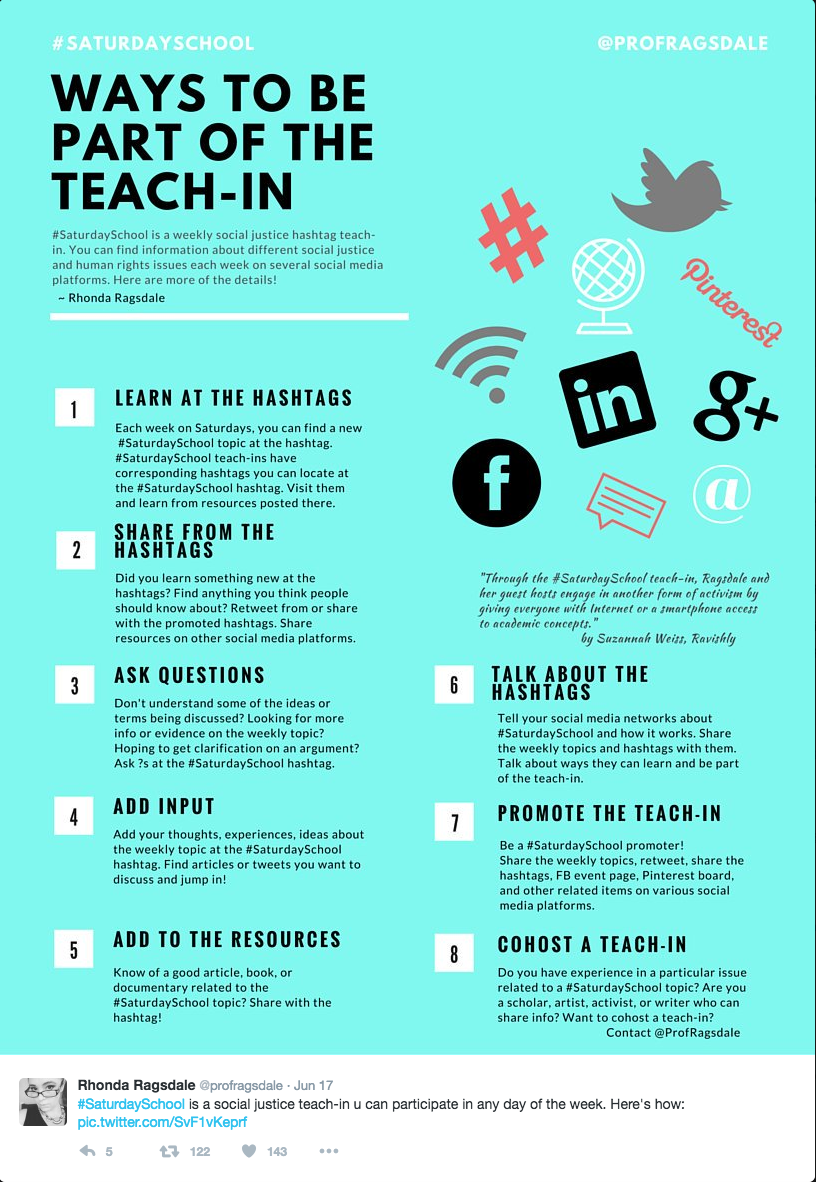 #SATURDAYSCHOOL
@PROFRAGSDALE
WAYS TO BE
PART OF THE
TEACH-IN
#SaturdaySchool is a weekly social justice hashtag teach-
in. You can find information about different social justice
and human rights issues each week on several social media
platforms. Here are more of the details!
~ Rhonda Ragsdale
#
Pinterest
in
g+
f
@
"Through the #SaturdaySchool teach-in, Ragsdale and
her guest hosts engage in another form of activism by
giving everyone with Internet or a smartphone access
to academic concepts."
by Suzannah Weiss, Ravishly
1
LEARN AT THE HASHTAGS
Each week on Saturdays, you can find a new
#SaturdaySchool topic at the hashtag.
#SaturdaySchool teach-ins have
corresponding hashtags you can locate at
the #SaturdaySchool hashtag. Visit them
and learn from resources posted there.
2
SHARE FROM THE
HASHTAGS
Did you learn something new at the
hashtags? Find anything you think people
should know about? Retweet from or share
with the promoted hashtags. Share
resources on other social media platforms.
3
ASK QUESTIONS
Don't understand some of the ideas or
terms being discussed? Looking for more
info or evidence on the weekly topic?
Hoping to get clarification on an argument?
Ask ?s at the #SaturdaySchool hashtag.
4
ADD INPUT
Add your thoughts, experiences, ideas about
the weekly topic at the #SaturdaySchool
hashtag. Find articles or tweets you want to
discuss and jump in!
5
ADD TO THE RESOURCES
Know of a good article, book, or
documentary related to the
#SaturdaySchool topic? Share with the
hashtag!
6
TALK ABOUT THE
HASHTAGS
Tell your social media networks about
#SaturdaySchool and how it works. Share
the weekly topics and hashtags with them.
Talk about ways they can learn and be part
of the teach-in.
7
PROMOTE THE TEACH-IN
Be a #SaturdaySchool promoter!
Share the weekly topics, retweet, share the
hashtags, FB event page, Pinterest board,
and other related items on various social
media platforms.
8
COHOST A TEACH-IN
Do you have experience in a particular issue
related to a #SaturdaySchool topic? Are you
a scholar, artist, activist, or writer who can
share info? Want to cohost a teach-in?
Contact @ProfRagsdale
Rhonda Ragsdale @profragsdale · Jun 17
#SaturdaySchool is a social justice teach-in u can participate in any day of the week. Here's how:
pic.twitter.com/SvF1vKeprf
5 122 143